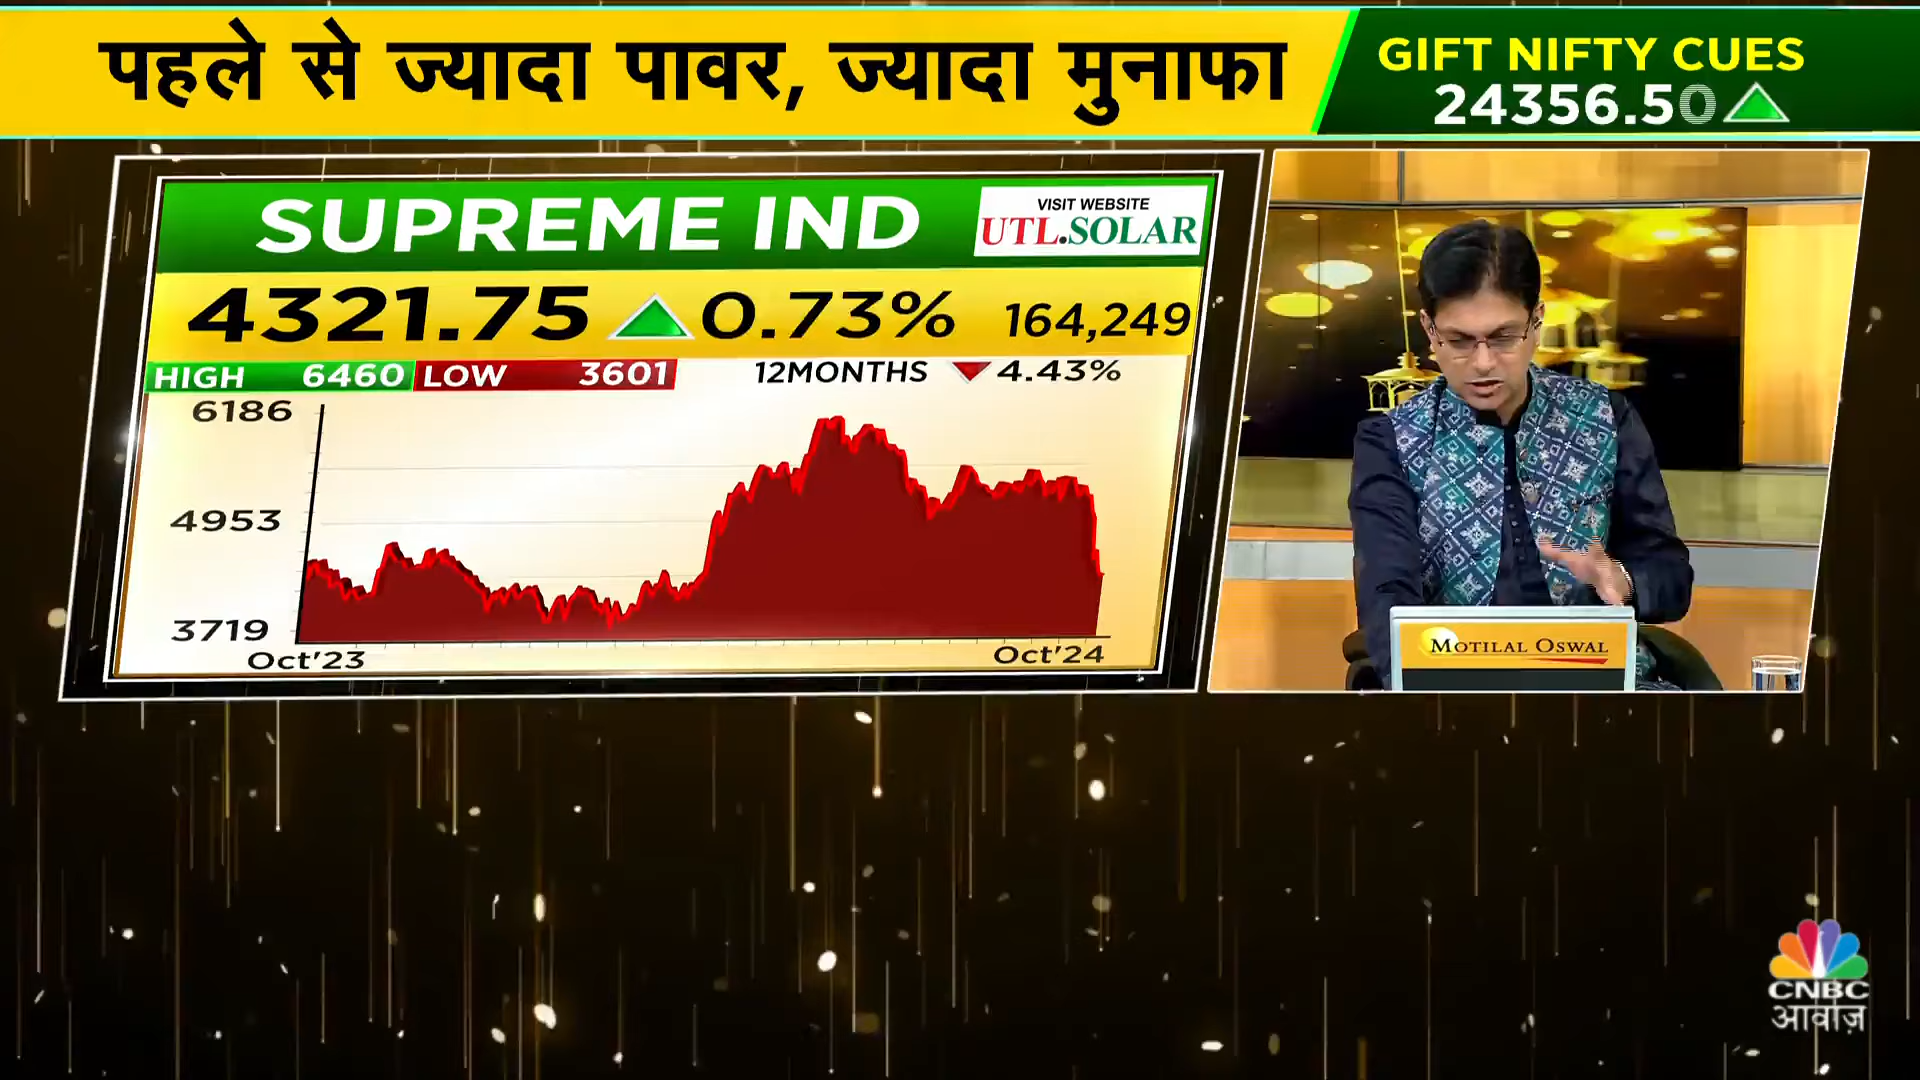 पहले से ज्यादा पावर, ज्यादा मुनाफा
GIFT NIFTY CUES
24356.50
SUPREME IND
VISIT WEBSITE
UTL.SOLAR
4321.75 0.73% 164,249
HIGH 6460 LOW 3601 12MONTHS 4.43%
6186
4953
3719
Oct'23 Oct'24
MOTILAL OSWAL
CNBC
आवाज़